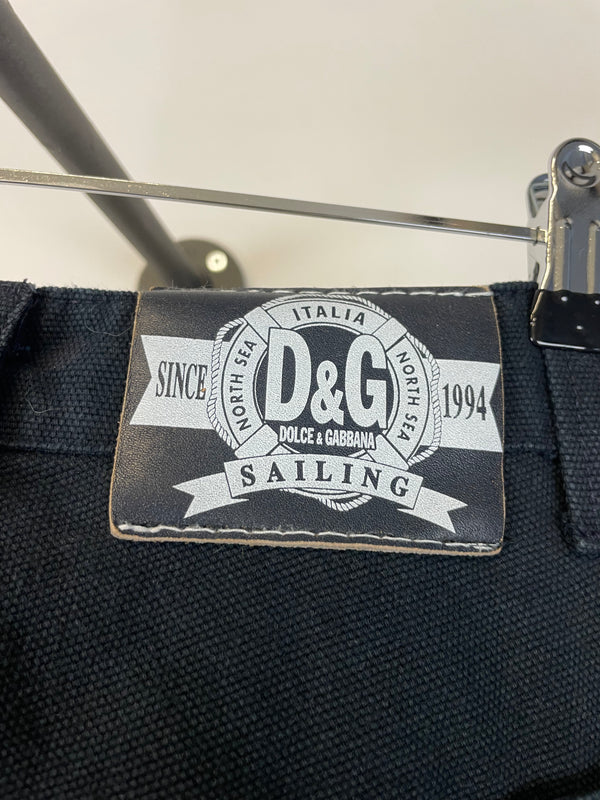 ITALIA
NORTH SEA
NORTH SEA
SINCE
D&G
1994
DOLCE & GABBANA
SAILING